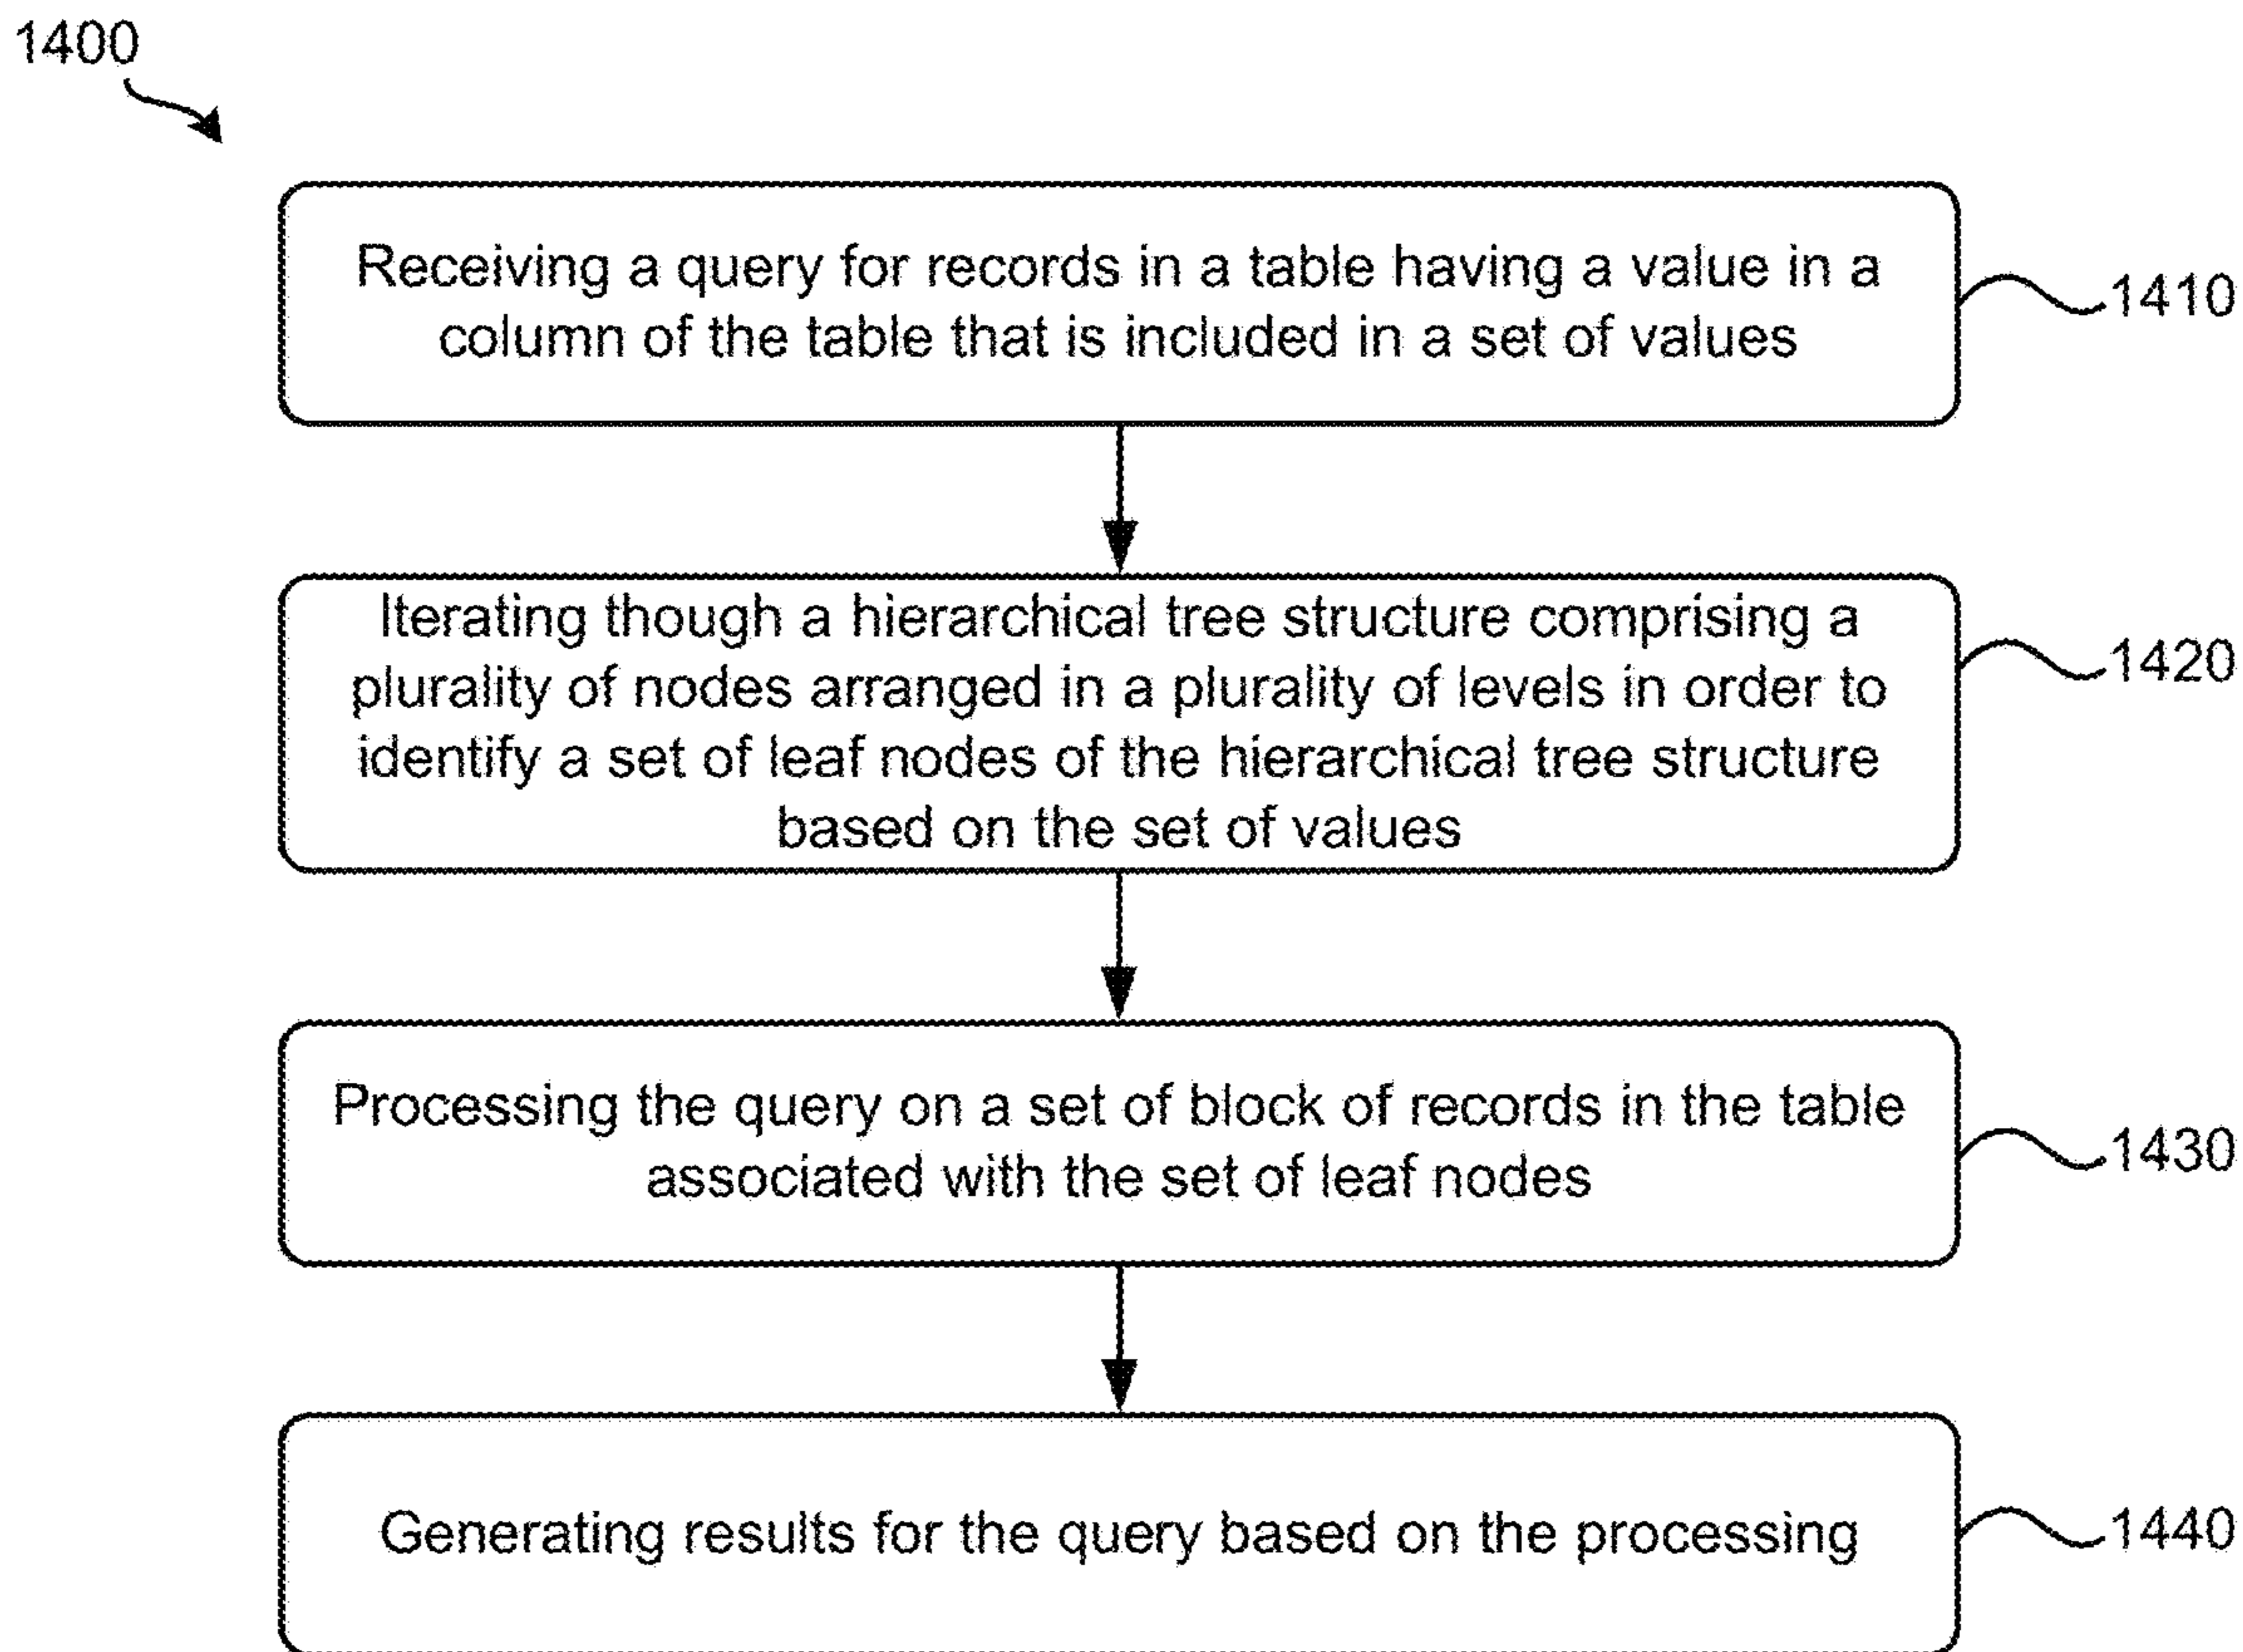 1400
Receiving a query for records in a table having a value in a
column of the table that is included in a set of values
1410
Iterating though a hierarchical tree structure comprising a
plurality of nodes arranged in a plurality of levels in order to
identify a set of leaf nodes of the hierarchical tree structure
based on the set of values
1420
Processing the query on a set of block of records in the table
associated with the set of leaf nodes
1430
Generating results for the query based on the processing
1440